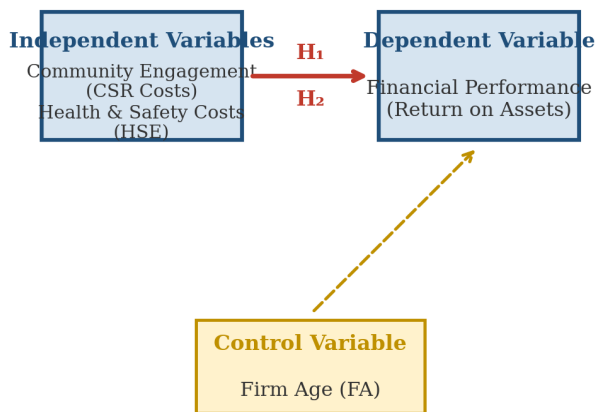 Independent Variables
Community Engagement
(CSR Costs)
Health & Safety Costs
(HSE)
H₁
H₂
Dependent Variable
Financial Performance
(Return on Assets)
Control Variable
Firm Age (FA)